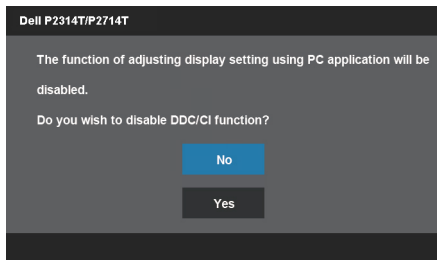 Dell P2314T/P2714T
The function of adjusting display setting using PC application will be
disabled.
Do you wish to disable DDC/CI function?
No
Yes